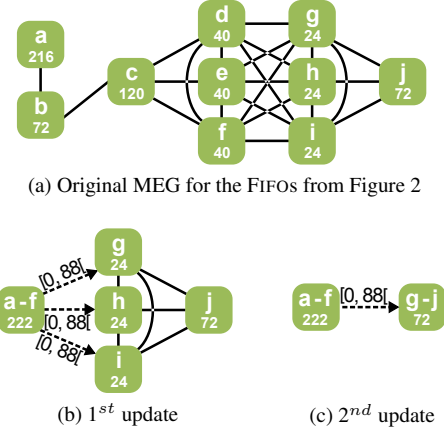 a
216
b
72
c
120
d
40
e
40
f
40
g
24
h
24
i
24
j
72
(a) Original MEG for the FIFOs from Figure 2
a-f
222
[0, 88[
[0, 88[
[0, 88[
g
24
h
24
i
24
j
72
(b) 1st update
a-f
222
[0, 88[
g-j
72
(c) 2nd update